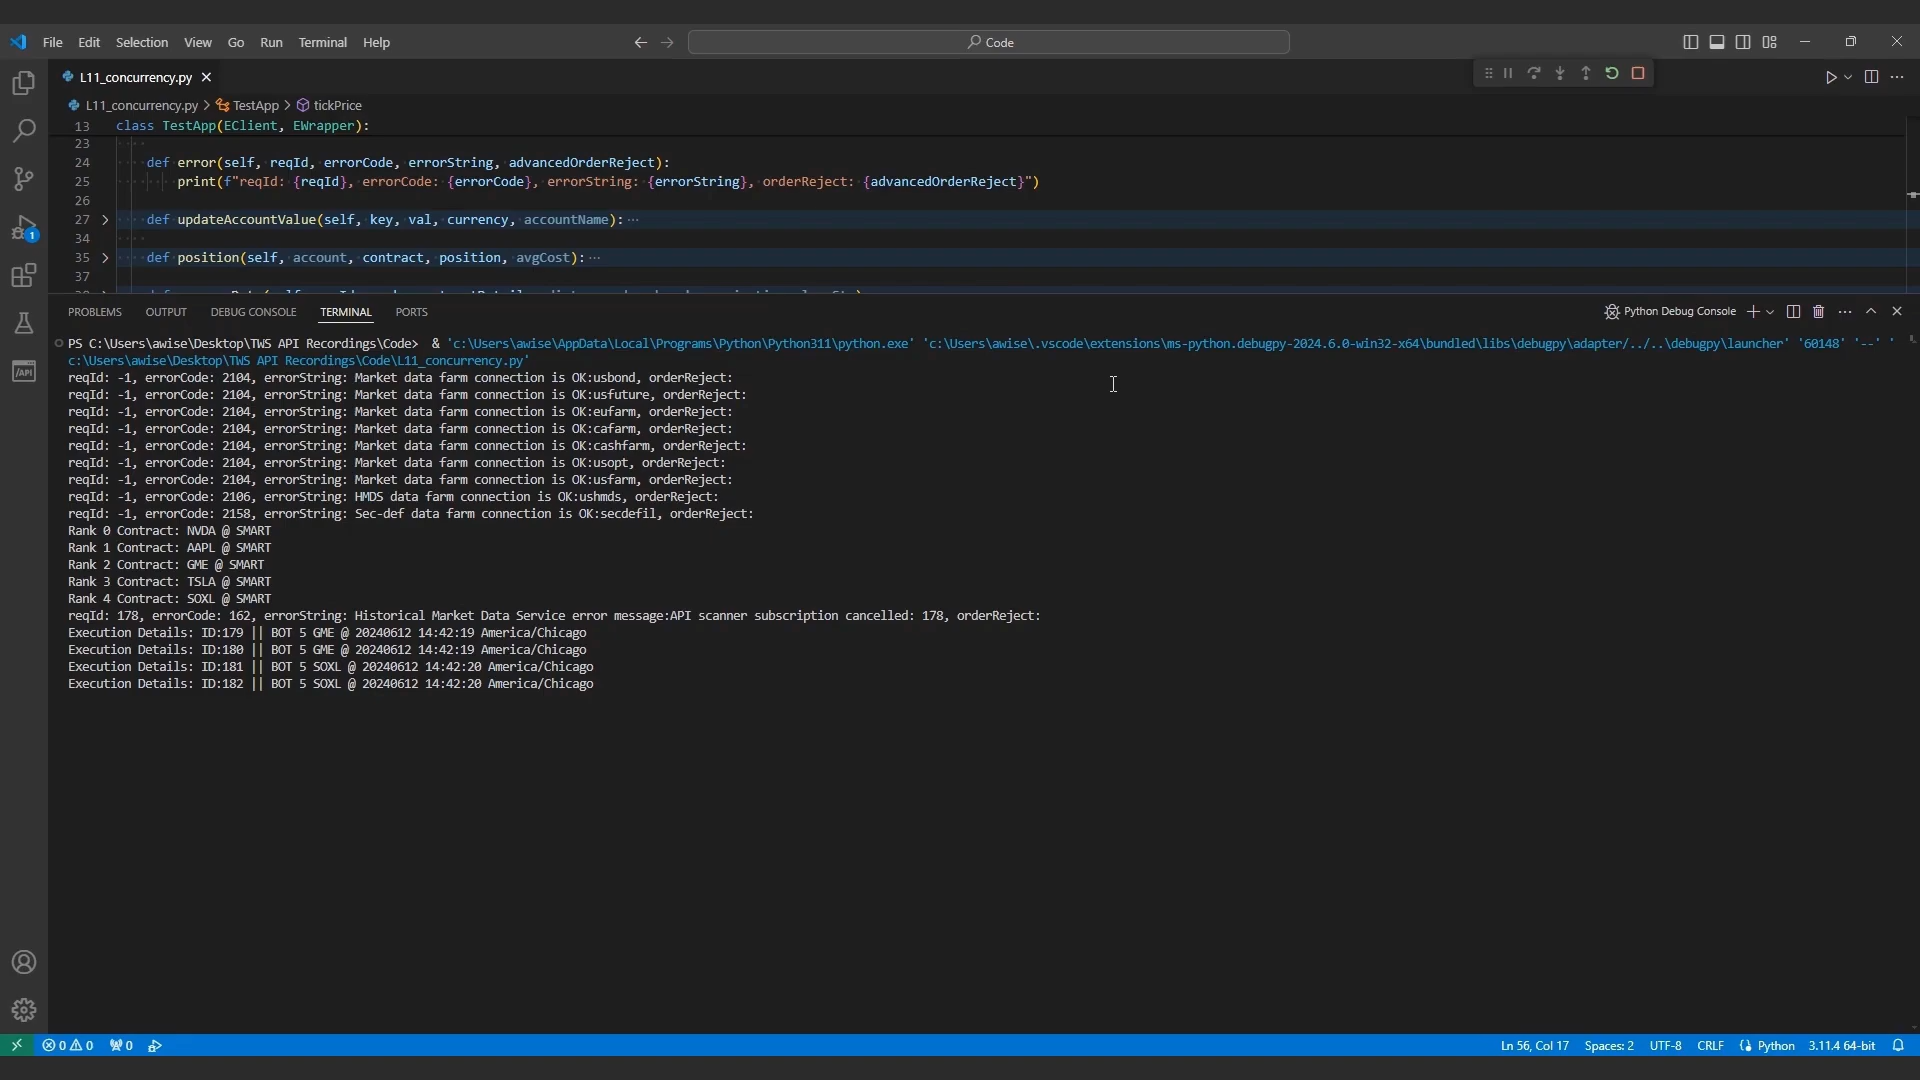 File Edit Selection View Go Run Terminal Help
Code
L11_concurrency.py
L11_concurrency.py > TestApp > tickPrice
13 class TestApp(EClient, EWrapper):
23
24 def error(self, reqId, errorCode, errorString, advancedOrderReject):
25 print(f"reqId: {reqId}, errorCode: {errorCode}, errorString: {errorString}, orderReject: {advancedOrderReject}")
26
27 def updateAccountValue(self, key, val, currency, accountName):
34
35 def position(self, account, contract, position, avgCost):
37
PROBLEMS OUTPUT DEBUG CONSOLE TERMINAL PORTS
Python Debug Console
PS C:\Users\awise\Desktop\TWS API Recordings\Code> & 'c:\Users\awise\AppData\Local\Programs\Python\Python311\python.exe' 'c:\Users\awise\.vscode\extensions\ms-python.debugpy-2024.6.0-win32-x64\bundled\libs\debugpy\adapter/../..\debugpy\launcher' '60148' '--' '
c:\Users\awise\Desktop\TWS API Recordings\Code\L11_concurrency.py'
reqId: -1, errorCode: 2104, errorString: Market data farm connection is OK:usbond, orderReject:
reqId: -1, errorCode: 2104, errorString: Market data farm connection is OK:usfuture, orderReject:
reqId: -1, errorCode: 2104, errorString: Market data farm connection is OK:eufarm, orderReject:
reqId: -1, errorCode: 2104, errorString: Market data farm connection is OK:cafarm, orderReject:
reqId: -1, errorCode: 2104, errorString: Market data farm connection is OK:cashfarm, orderReject:
reqId: -1, errorCode: 2104, errorString: Market data farm connection is OK:usopt, orderReject:
reqId: -1, errorCode: 2104, errorString: Market data farm connection is OK:usfarm, orderReject:
reqId: -1, errorCode: 2106, errorString: HMDS data farm connection is OK:ushmds, orderReject:
reqId: -1, errorCode: 2158, errorString: Sec-def data farm connection is OK:secdefil, orderReject:
Rank 0 Contract: NVDA @ SMART
Rank 1 Contract: AAPL @ SMART
Rank 2 Contract: GME @ SMART
Rank 3 Contract: TSLA @ SMART
Rank 4 Contract: SOXL @ SMART
reqId: 178, errorCode: 162, errorString: Historical Market Data Service error message:API scanner subscription cancelled: 178, orderReject:
Execution Details: ID:179 || BOT 5 GME @ 20240612 14:42:19 America/Chicago
Execution Details: ID:180 || BOT 5 GME @ 20240612 14:42:19 America/Chicago
Execution Details: ID:181 || BOT 5 SOXL @ 20240612 14:42:20 America/Chicago
Execution Details: ID:182 || BOT 5 SOXL @ 20240612 14:42:20 America/Chicago
1
/API
0 0 0
Ln 56, Col 17 Spaces: 2 UTF-8 CRLF Python 3.11.4 64-bit